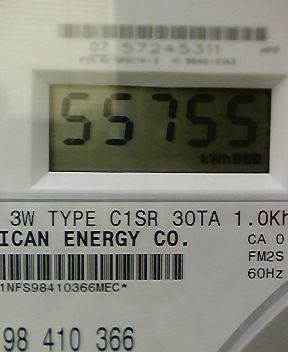 07 57245311
55755
kWh
3W TYPE C1SR 30TA 1.0Kh
ICAN ENERGY CO.
CA 0
FM2S
60Hz
1NFS98410366MEC*
98 410 366